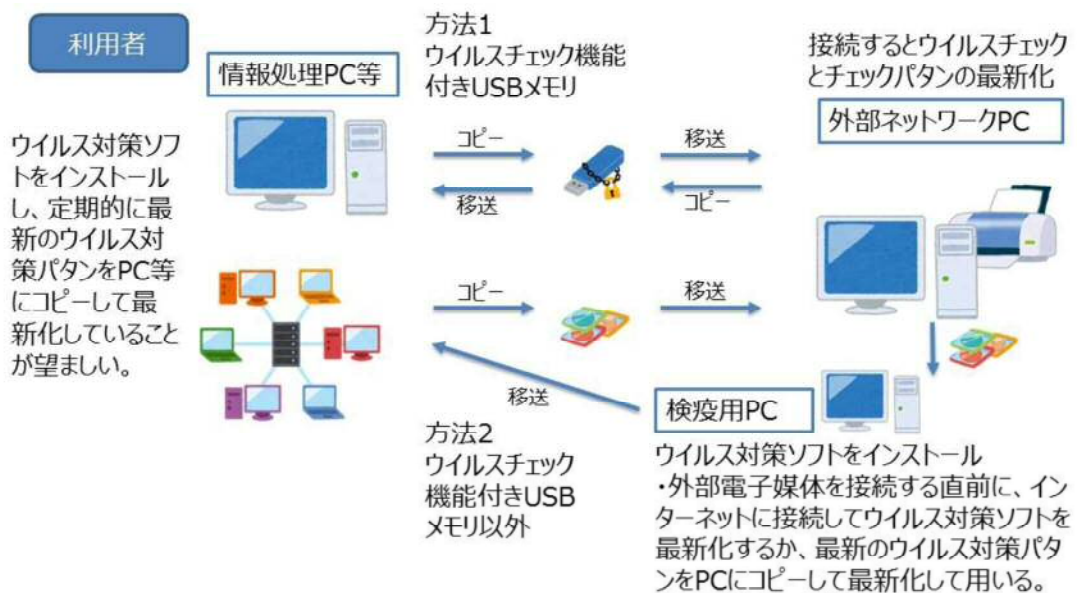 利用者
情報処理PC等
ウイルス対策ソフ
トをインストール
し、定期的に最
新のウイルス対
策パタンをPC等
にコピーして最
新化していること
が望ましい。
方法1
ウイルスチェック機能
付きUSBメモリ
コピー
移送
移送
コピー
接続するとウイルスチェック
とチェックパタンの最新化
外部ネットワークPC
コピー
移送
移送
方法2
ウイルスチェック
機能付きUSB
メモリ以外
検疫用PC
ウイルス対策ソフトをインストール
・外部電子媒体を接続する直前に、イン
ターネットに接続してウイルス対策ソフトを
最新化するか、最新のウイルス対策パタ
ンをPCにコピーして最新化して用いる。